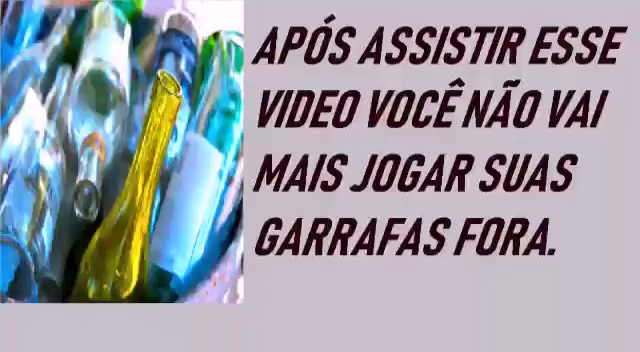 APÓS ASSISTIR ESSE
VIDEO VOCÊ NÃO VAI
MAIS JOGAR SUAS
GARRAFAS FORA.